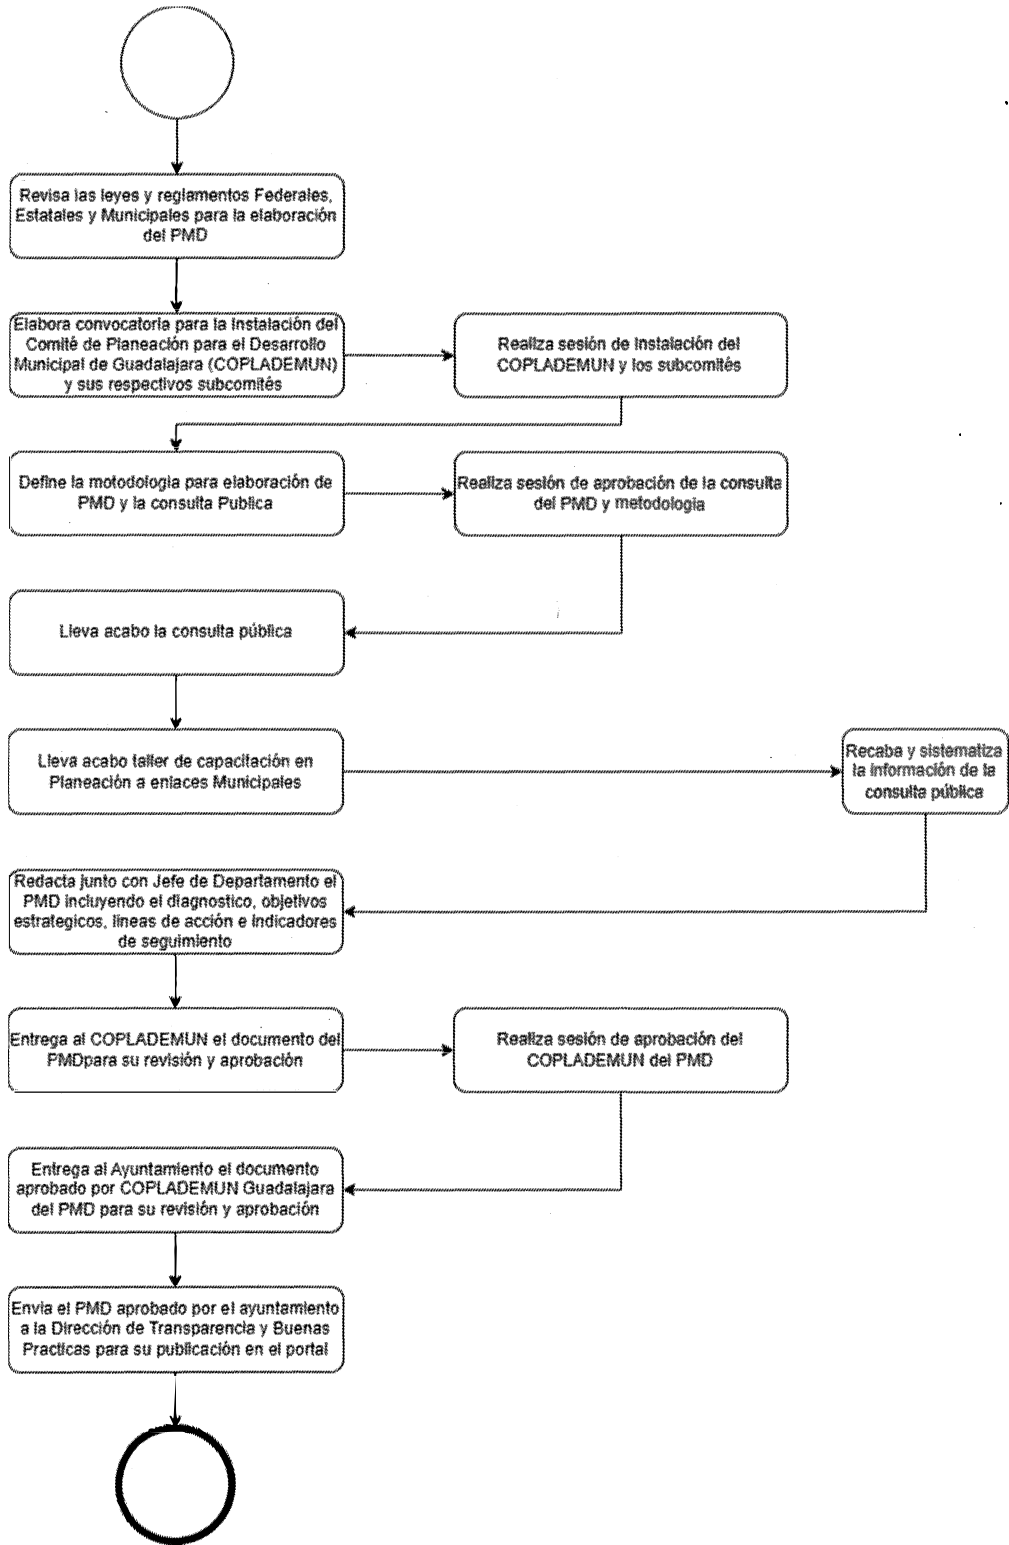 Revisa las leyes y reglamentos Federales,
Estatales y Municipales para la elaboración
del PMD
Elabora convocatoria para la Instalación del
Comité de Planeación para el Desarrollo
Municipal de Guadalajara (COPLADEMUN)
y sus respectivos subcomités
Realiza sesión de Instalación del
COPLADEMUN y los subcomités
Define la motodologia para elaboración de
PMD y la consulta Publica
Realiza sesión de aprobación de la consulta
del PMD y metodologia
Lleva acabo la consulta pública
Lleva acabo taller de capacitación en
Planeación a enlaces Municipales
Recaba y sistematiza
la información de la
consulta pública
Redacta junto con Jefe de Departamento el
PMD incluyendo el diagnostico, objetivos
estrategicos, lineas de acción e indicadores
de seguimiento
Entrega al COPLADEMUN el documento del
PMDpara su revisión y aprobación
Realiza sesión de aprobación del
COPLADEMUN del PMD
Entrega al Ayuntamiento el documento
aprobado por COPLADEMUN Guadalajara
del PMD para su revisión y aprobación
Envia el PMD aprobado por el ayuntamiento
a la Dirección de Transparencia y Buenas
Practicas para su publicación en el portal